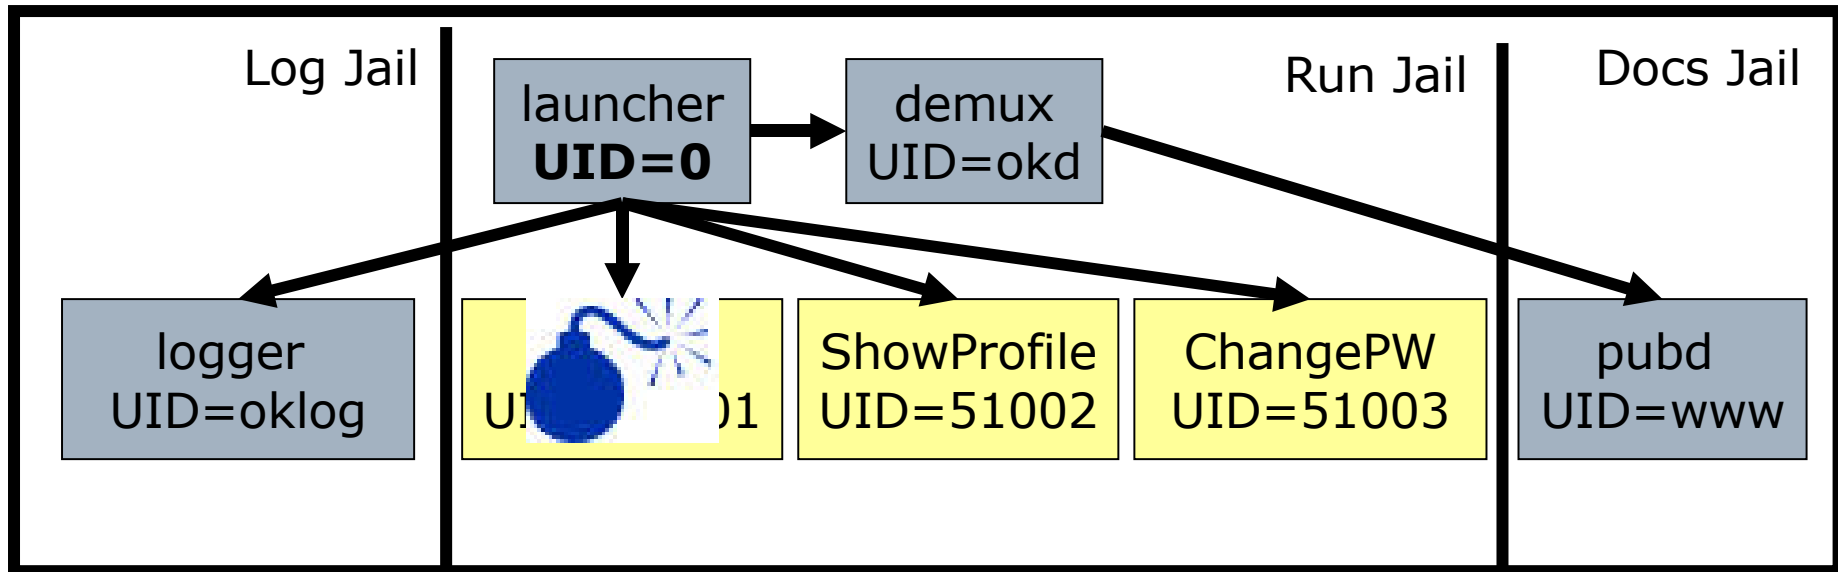 Log Jail
launcher
UID=0
demux
UID=okd
Run Jail
Docs Jail
logger
UID=oklog
ShowProfile
UID=51002
ChangePW
UID=51003
pubd
UID=www